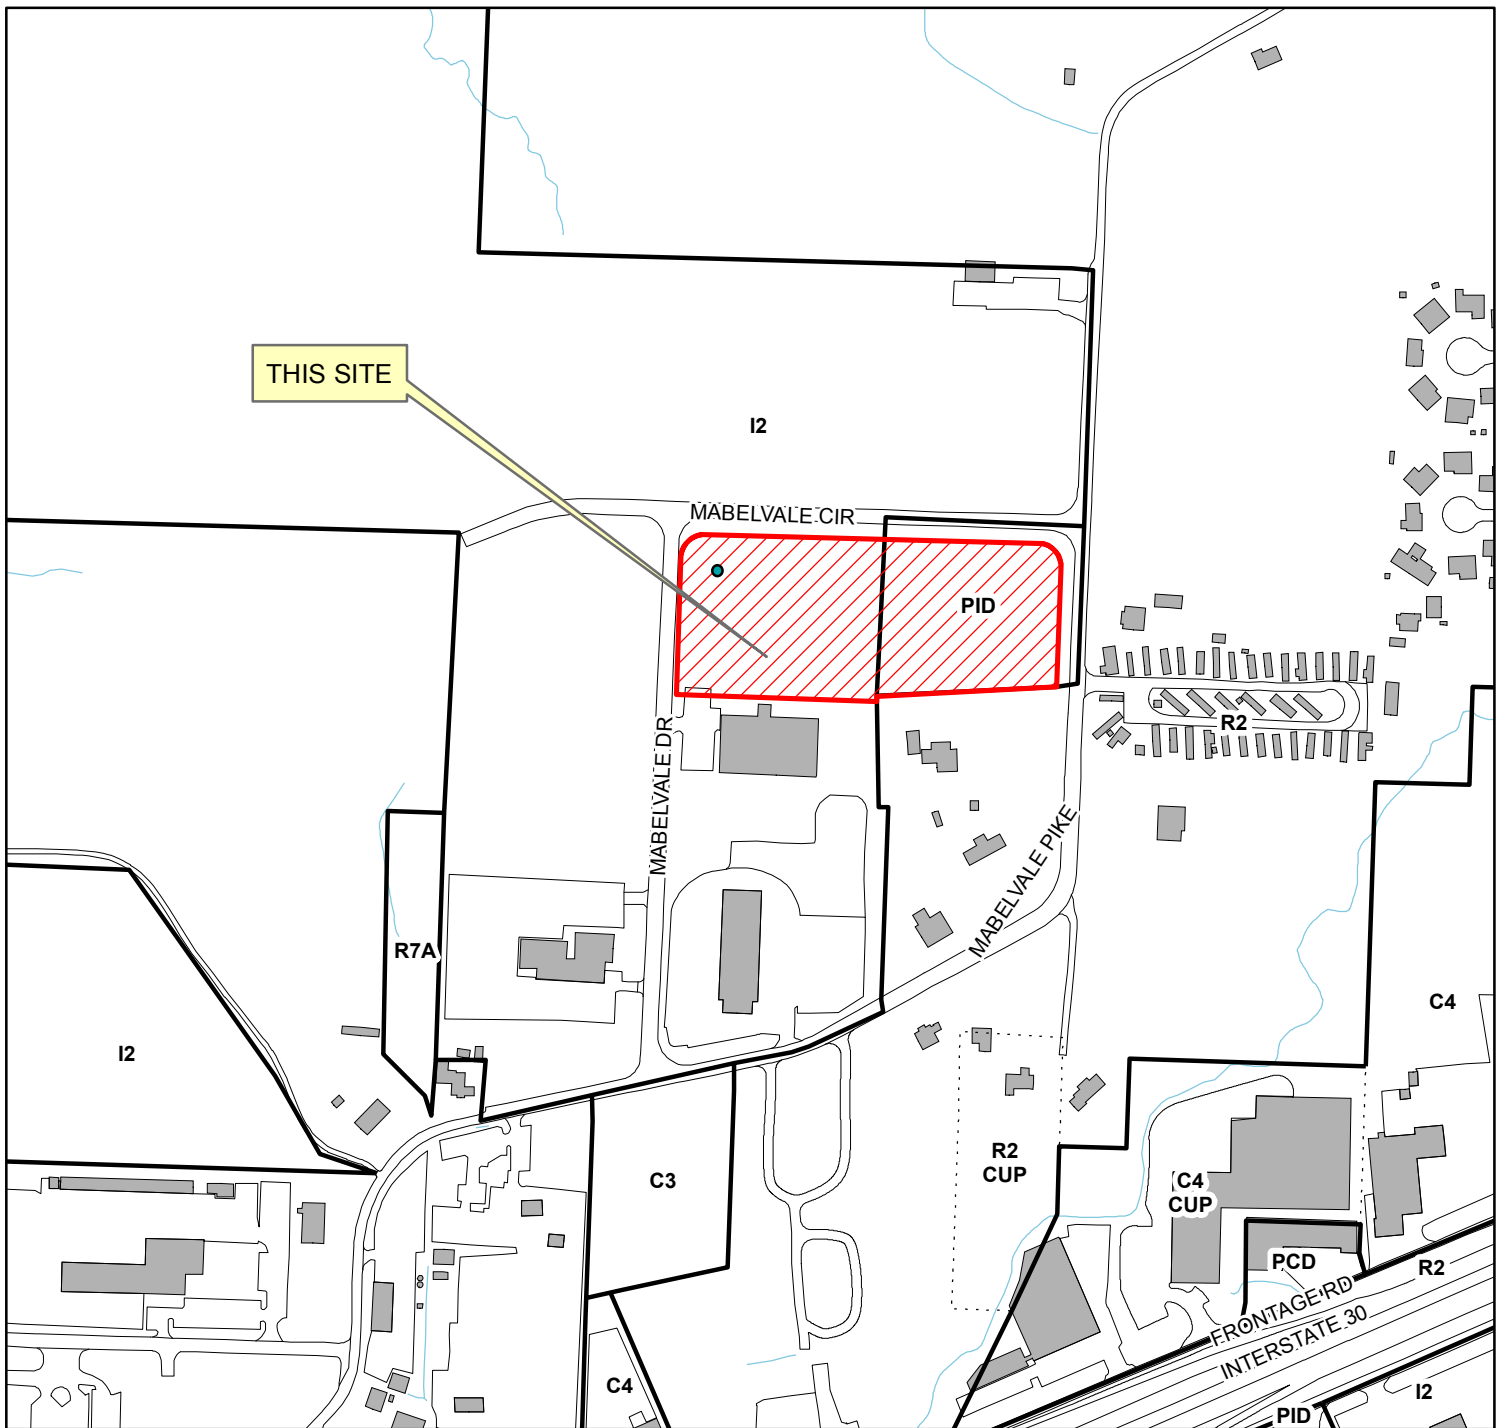 THIS SITE
I2
MABELVALE CIR
PID
R2
MABELVALE DR
MABELVALE PIKE
R7A
C4
I2
R2
CUP
C3
C4
CUP
PCD
R2
FRONTAGE RD
INTERSTATE 30
C4
I2
PID